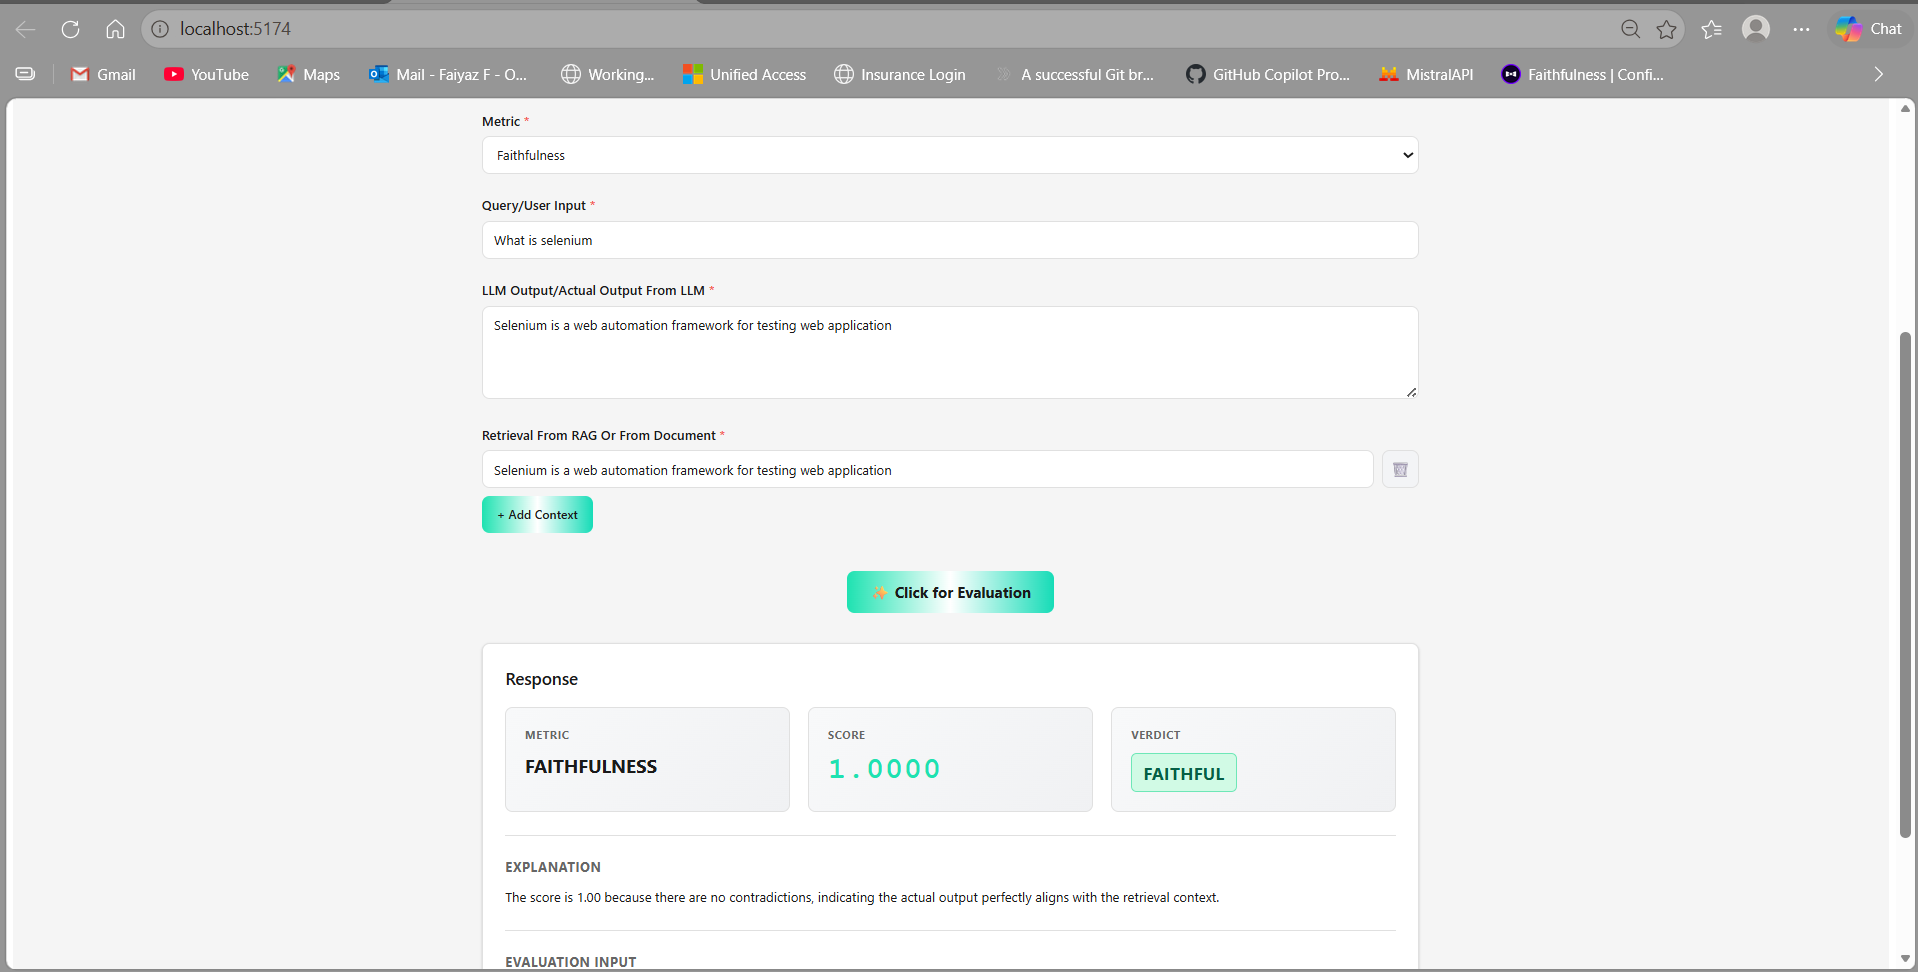 localhost:5174
Chat
Gmail
YouTube
Maps
Mail - Faiyaz F - O...
Working...
Unified Access
Insurance Login
A successful Git br...
GitHub Copilot Pro...
MistralAPI
Faithfulness | Confi...
Metric *
Faithfulness
Query/User Input *
What is selenium
LLM Output/Actual Output From LLM *
Selenium is a web automation framework for testing web application
Retrieval From RAG Or From Document *
Selenium is a web automation framework for testing web application
+ Add Context
✨ Click for Evaluation
Response
METRIC
FAITHFULNESS
SCORE
1.0000
VERDICT
FAITHFUL
EXPLANATION
The score is 1.00 because there are no contradictions, indicating the actual output perfectly aligns with the retrieval context.
EVALUATION INPUT